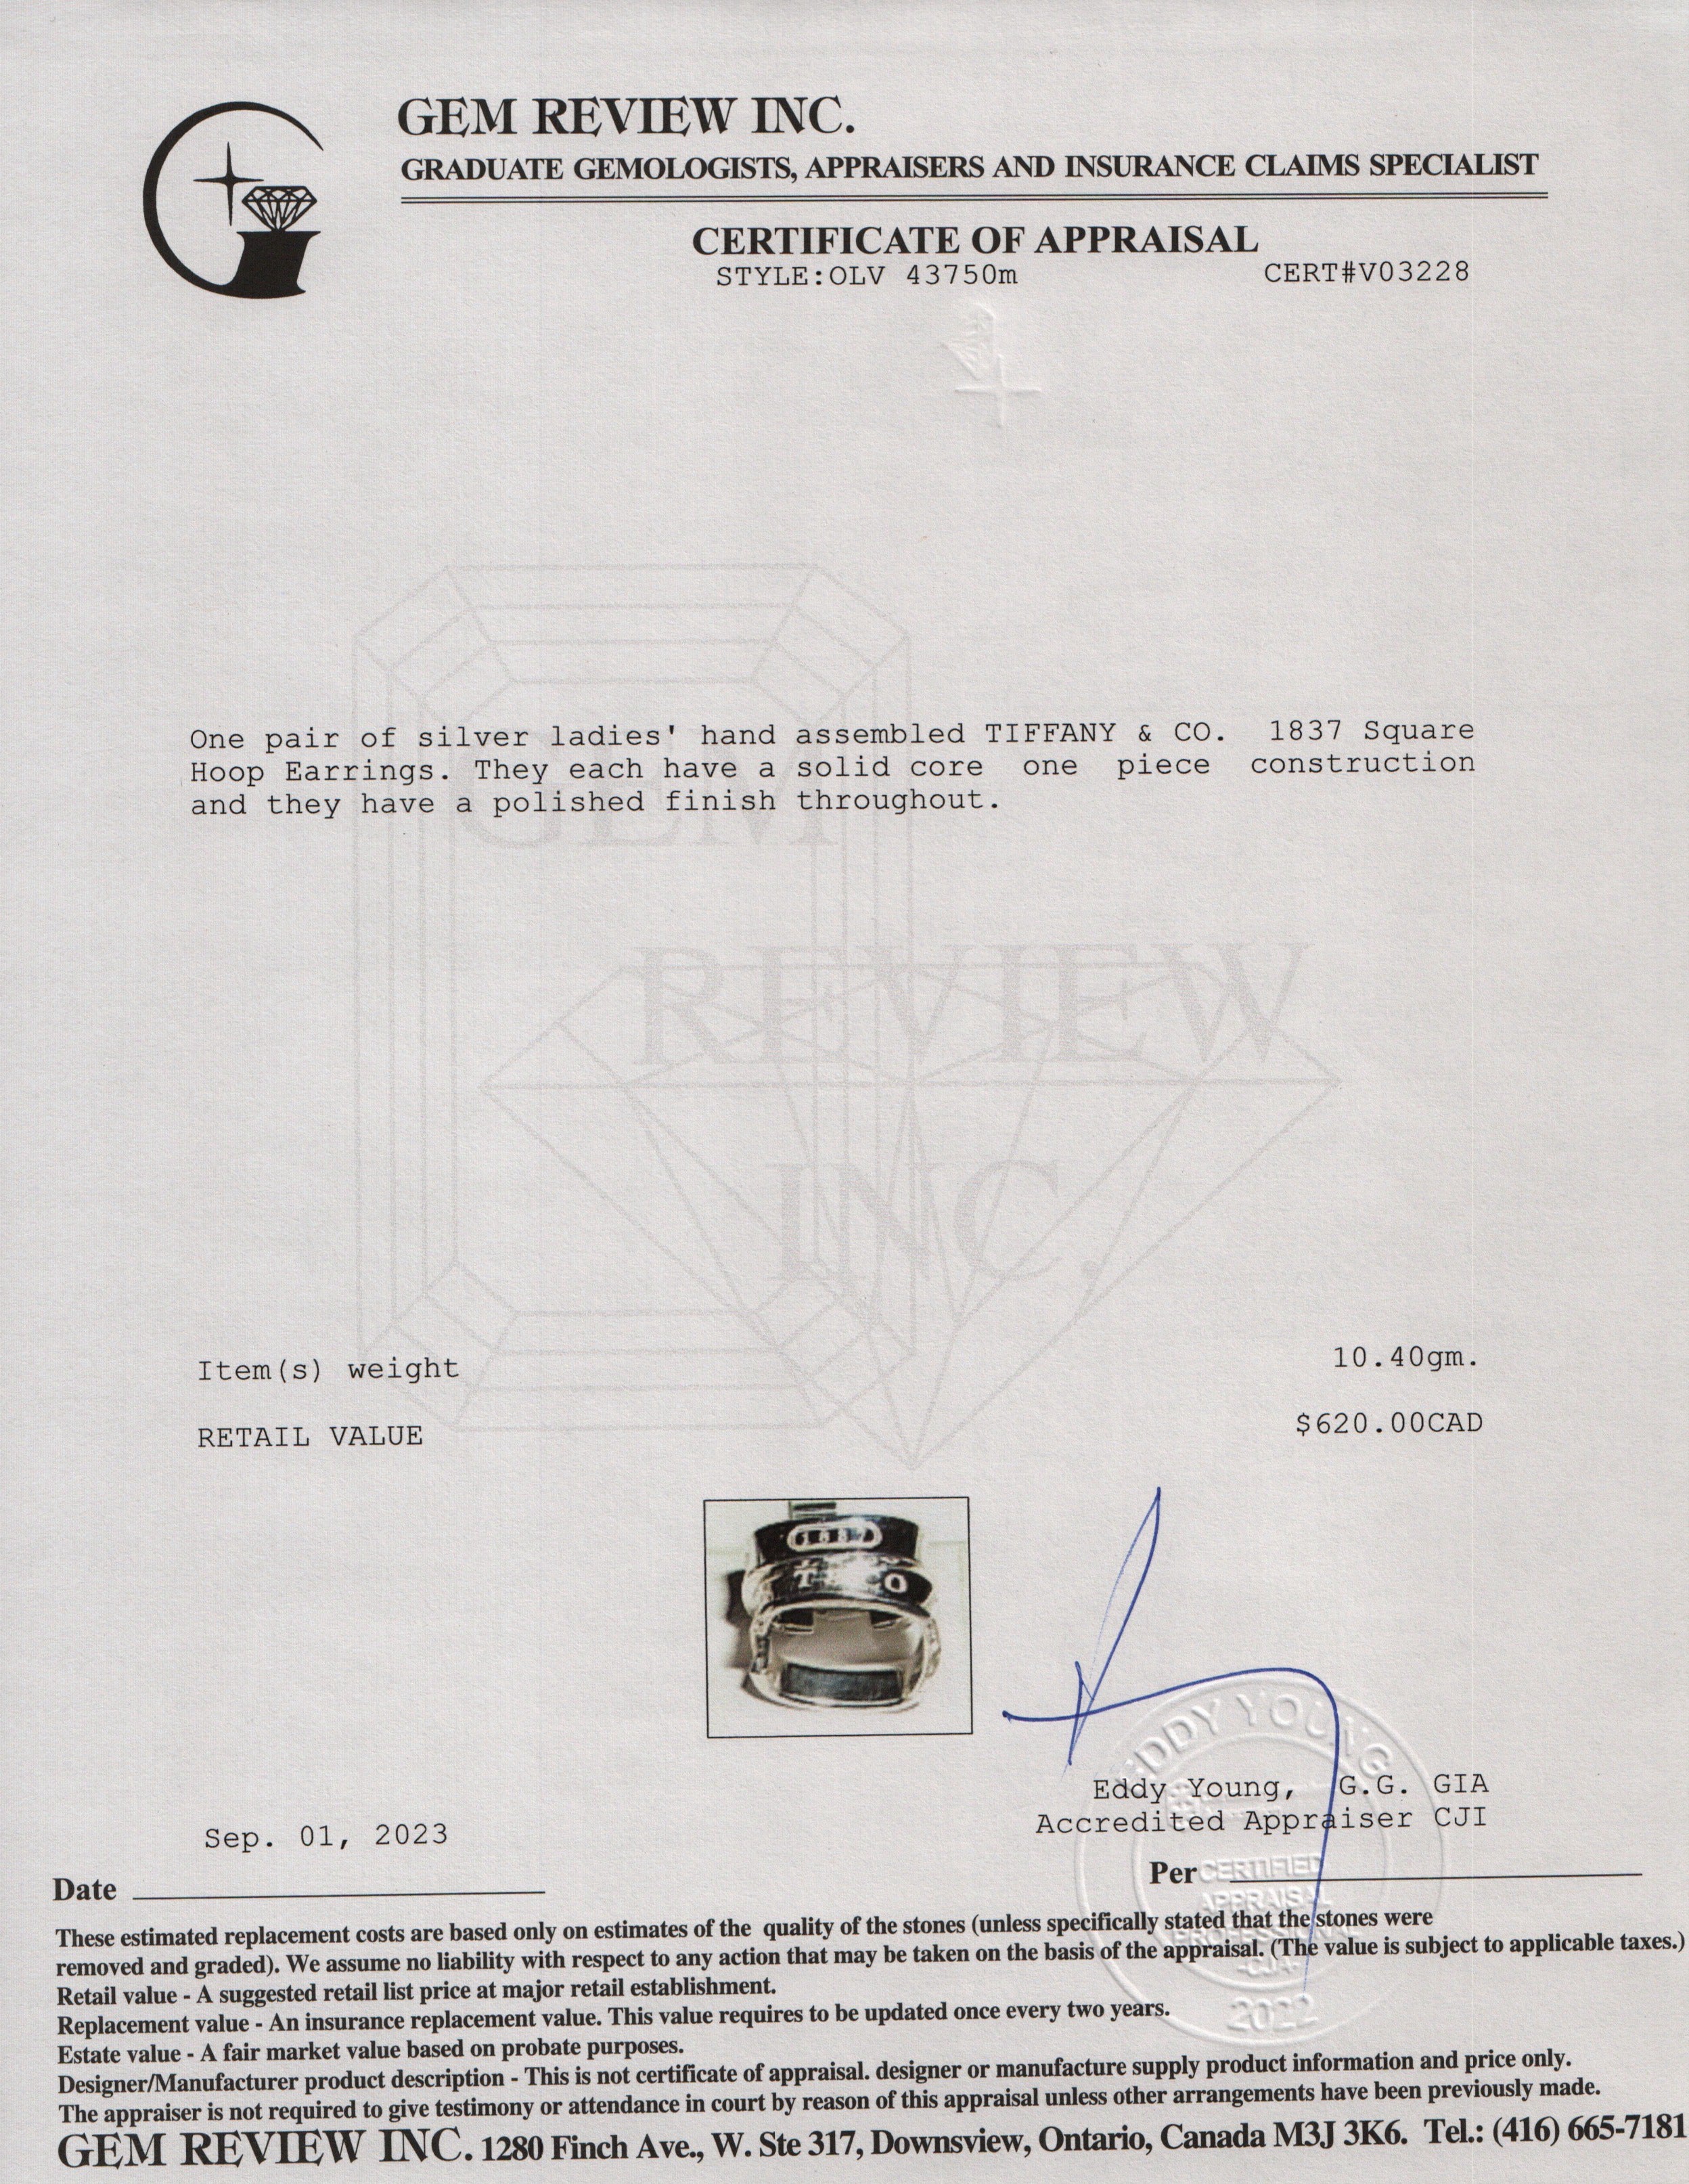 GEM REVIEW INC.
GRADUATE GEMOLOGISTS, APPRAISERS AND INSURANCE CLAIMS SPECIALIST
CERTIFICATE OF APPRAISAL
STYLE:OLV 43750m CERT#V03228
One pair of silver ladies' hand assembled TIFFANY & CO. 1837 Square
Hoop Earrings. They each have a solid core one piece construction
and they have a polished finish throughout.
GEM
REVIEW
INC.
Item(s) weight 10.40gm.
RETAIL VALUE $620.00CAD
1837
T O
EDDY YOUNG
Eddy Young, G.G. GIA
Accredited Appraiser CJI
Sep. 01, 2023
Date
Per
CERTIFIED
APPRAISAL
PROFESSIONAL
-CJA-
2022
These estimated replacement costs are based only on estimates of the quality of the stones (unless specifically stated that the stones were
removed and graded). We assume no liability with respect to any action that may be taken on the basis of the appraisal. (The value is subject to applicable taxes.)
Retail value - A suggested retail list price at major retail establishment.
Replacement value - An insurance replacement value. This value requires to be updated once every two years.
Estate value - A fair market value based on probate purposes.
Designer/Manufacturer product description - This is not certificate of appraisal. designer or manufacture supply product information and price only.
The appraiser is not required to give testimony or attendance in court by reason of this appraisal unless other arrangements have been previously made.
GEM REVIEW INC. 1280 Finch Ave., W. Ste 317, Downsview, Ontario, Canada M3J 3K6. Tel.: (416) 665-7181